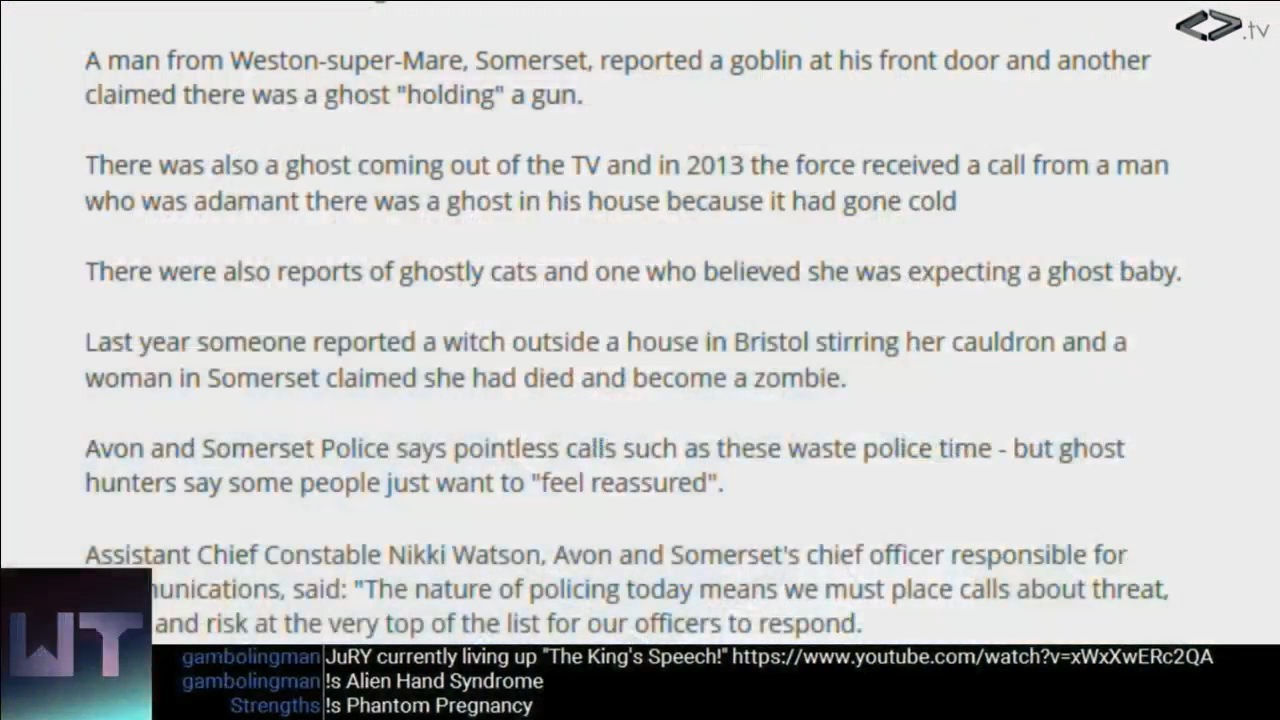 <>.tv
A man from Weston-super-Mare, Somerset, reported a goblin at his front door and another
claimed there was a ghost "holding" a gun.
There was also a ghost coming out of the TV and in 2013 the force received a call from a man
who was adamant there was a ghost in his house because it had gone cold
There were also reports of ghostly cats and one who believed she was expecting a ghost baby.
Last year someone reported a witch outside a house in Bristol stirring her cauldron and a
woman in Somerset claimed she had died and become a zombie.
Avon and Somerset Police says pointless calls such as these waste police time - but ghost
hunters say some people just want to "feel reassured".
Assistant Chief Constable Nikki Watson, Avon and Somerset's chief officer responsible for
munications, said: "The nature of policing today means we must place calls about threat,
and risk at the very top of the list for our officers to respond.
WT
gambolingman JuRY currently living up "The King's Speech!" https://www.youtube.com/watch?v=xWxXwERc2QA
gambolingman !s Alien Hand Syndrome
Strengths !s Phantom Pregnancy